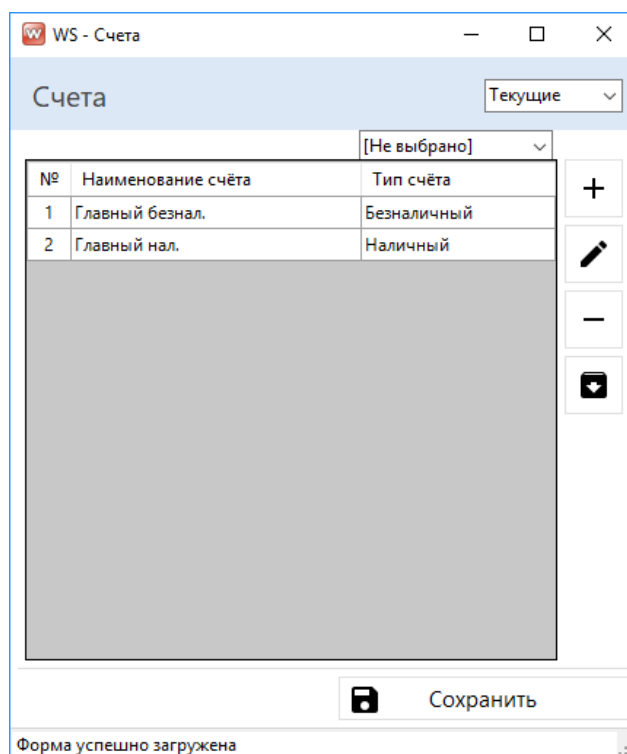 WS - Счета
Счета
Текущие
[Не выбрано]
№ Наименование счёта Тип счёта
1 Главный безнал. Безналичный
2 Главный нал. Наличный
Сохранить
Форма успешно загружена